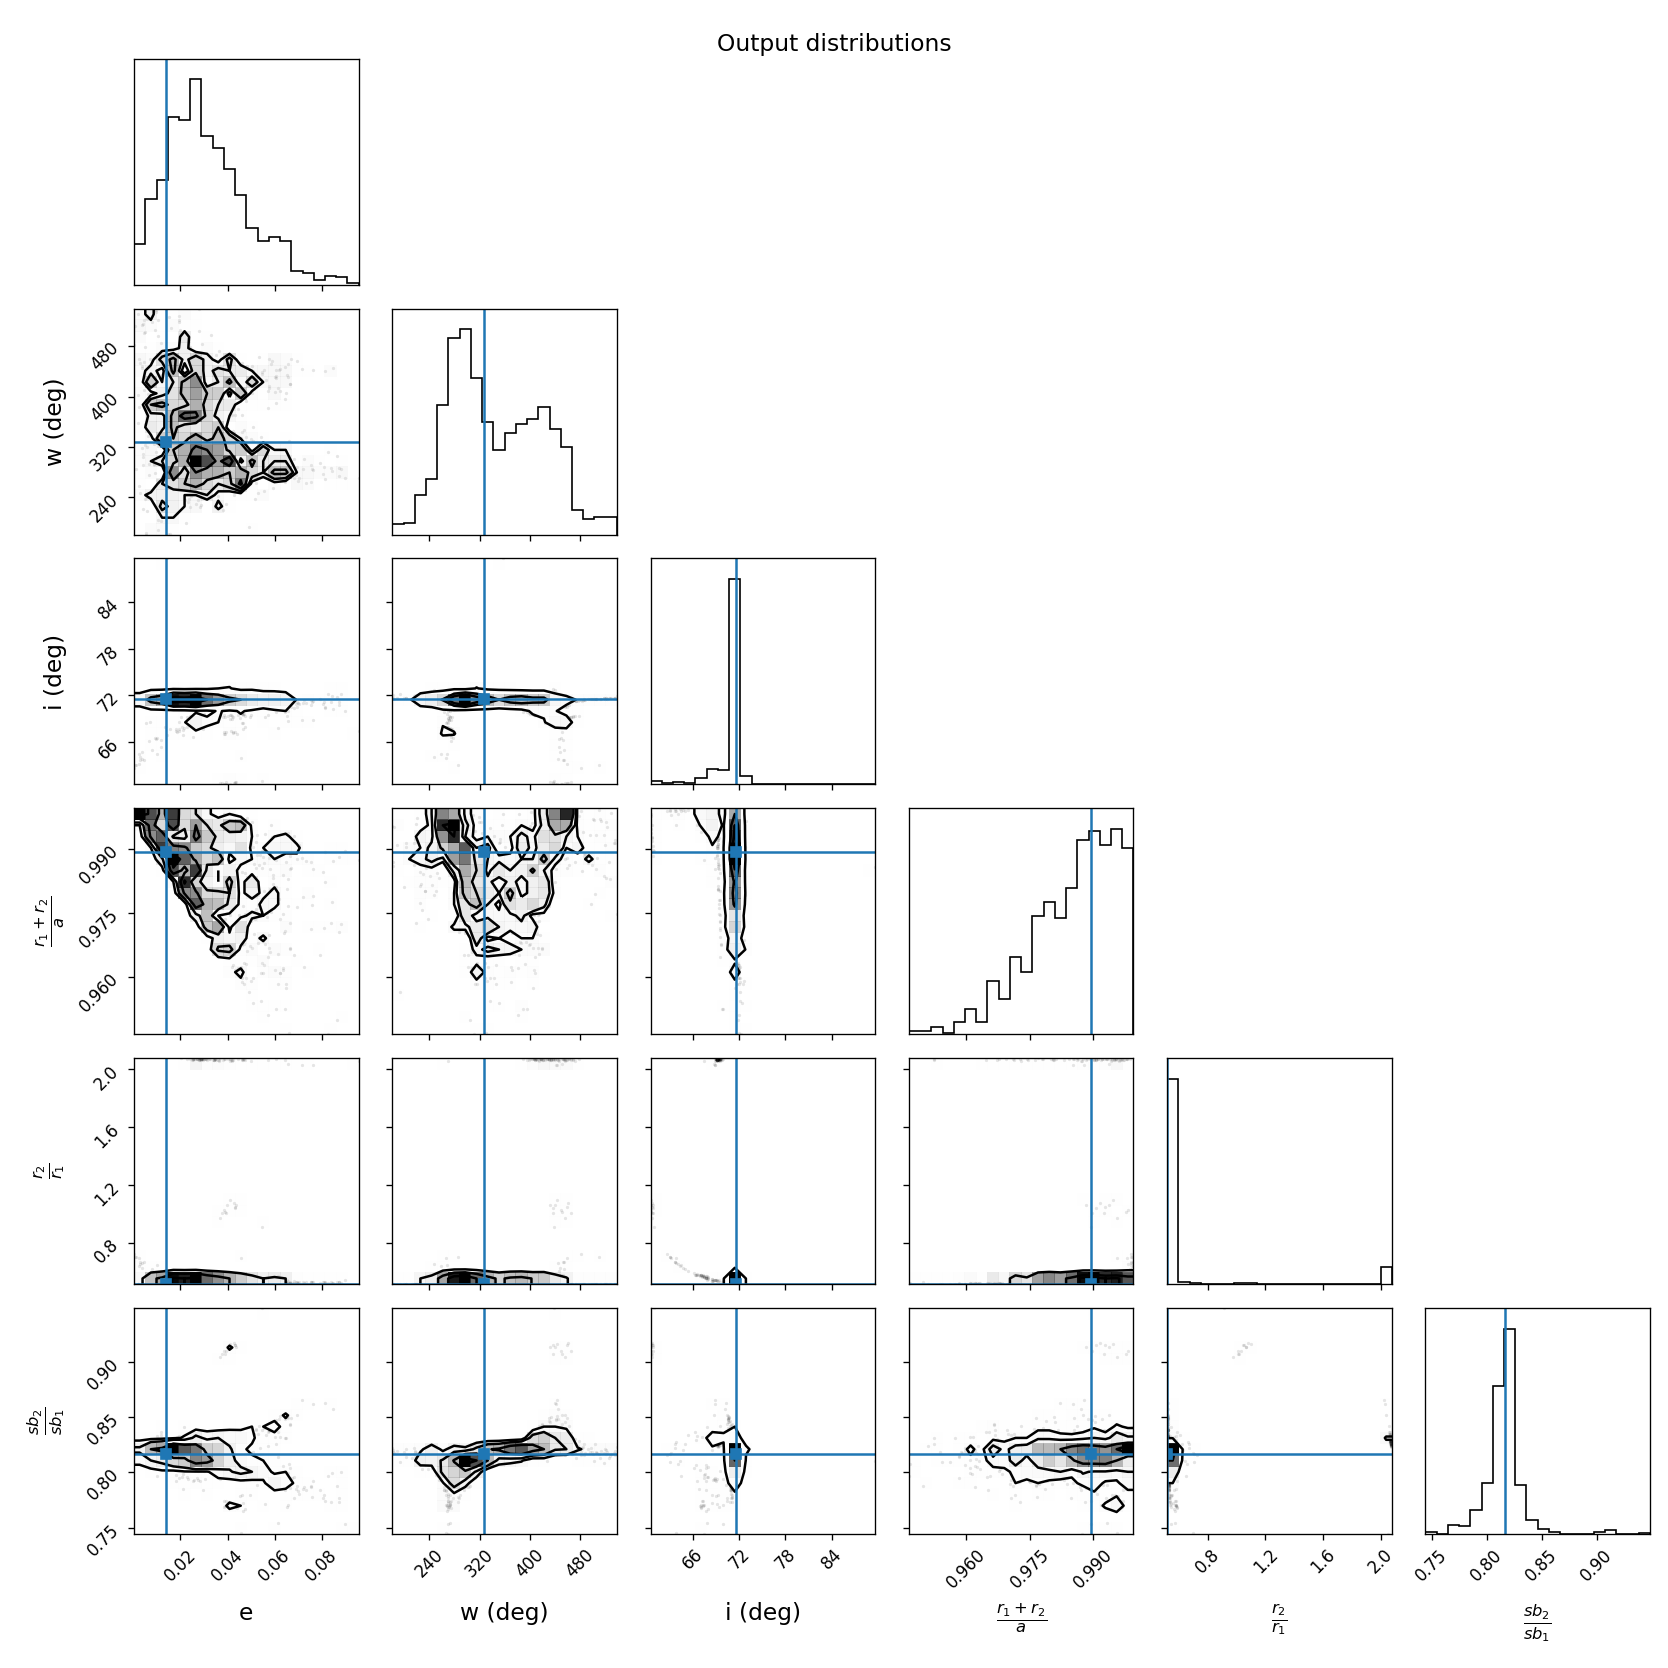 Output distributions
w (deg)
480
400
320
240
i (deg)
84
78
72
66
r₁ + r₂
a
0.990
0.975
0.960
r₂
r₁
2.0
1.6
1.2
0.8
sb₂
sb₁
0.90
0.85
0.80
0.75
0.02 0.04 0.06 0.08 240 320 400 480 66 72 78 84 0.960 0.975 0.990 0.8 1.2 1.6 2.0 0.75 0.80 0.85 0.90
e w (deg) i (deg) r₁ + r₂ r₂ sb₂
a r₁ sb₁